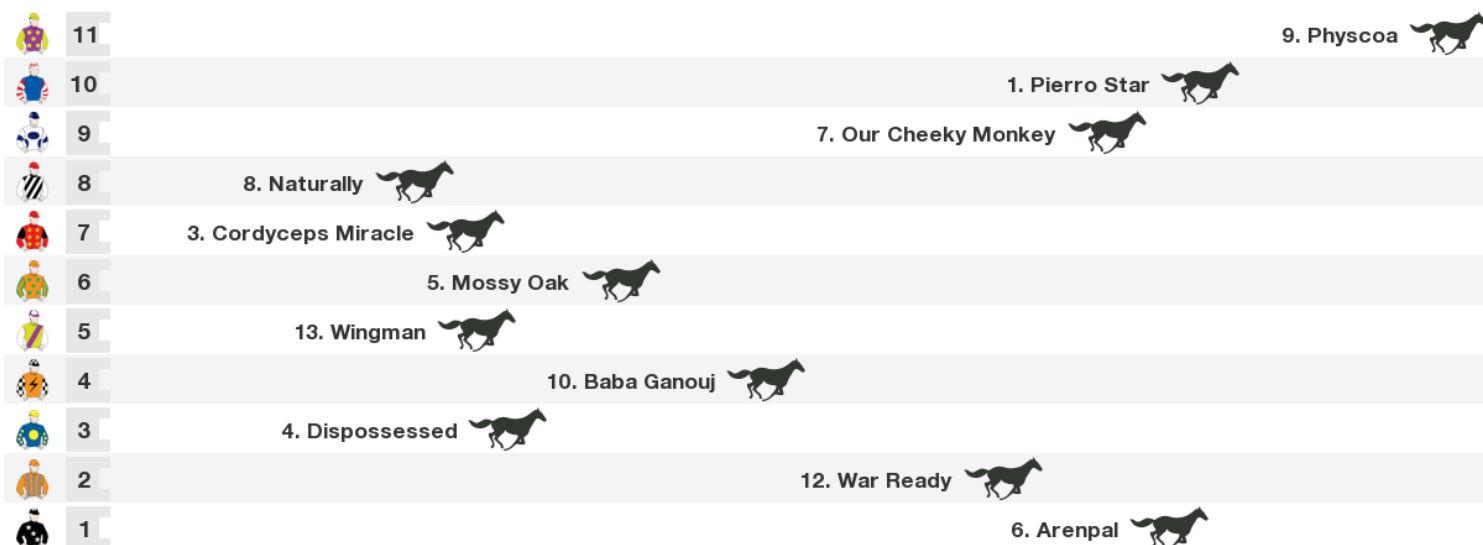 11 9. Physcoa
10 1. Pierro Star
9 7. Our Cheeky Monkey
8 8. Naturally
7 3. Cordyceps Miracle
6 5. Mossy Oak
5 13. Wingman
4 10. Baba Ganouj
3 4. Dispossessed
2 12. War Ready
1 6. Arenpal